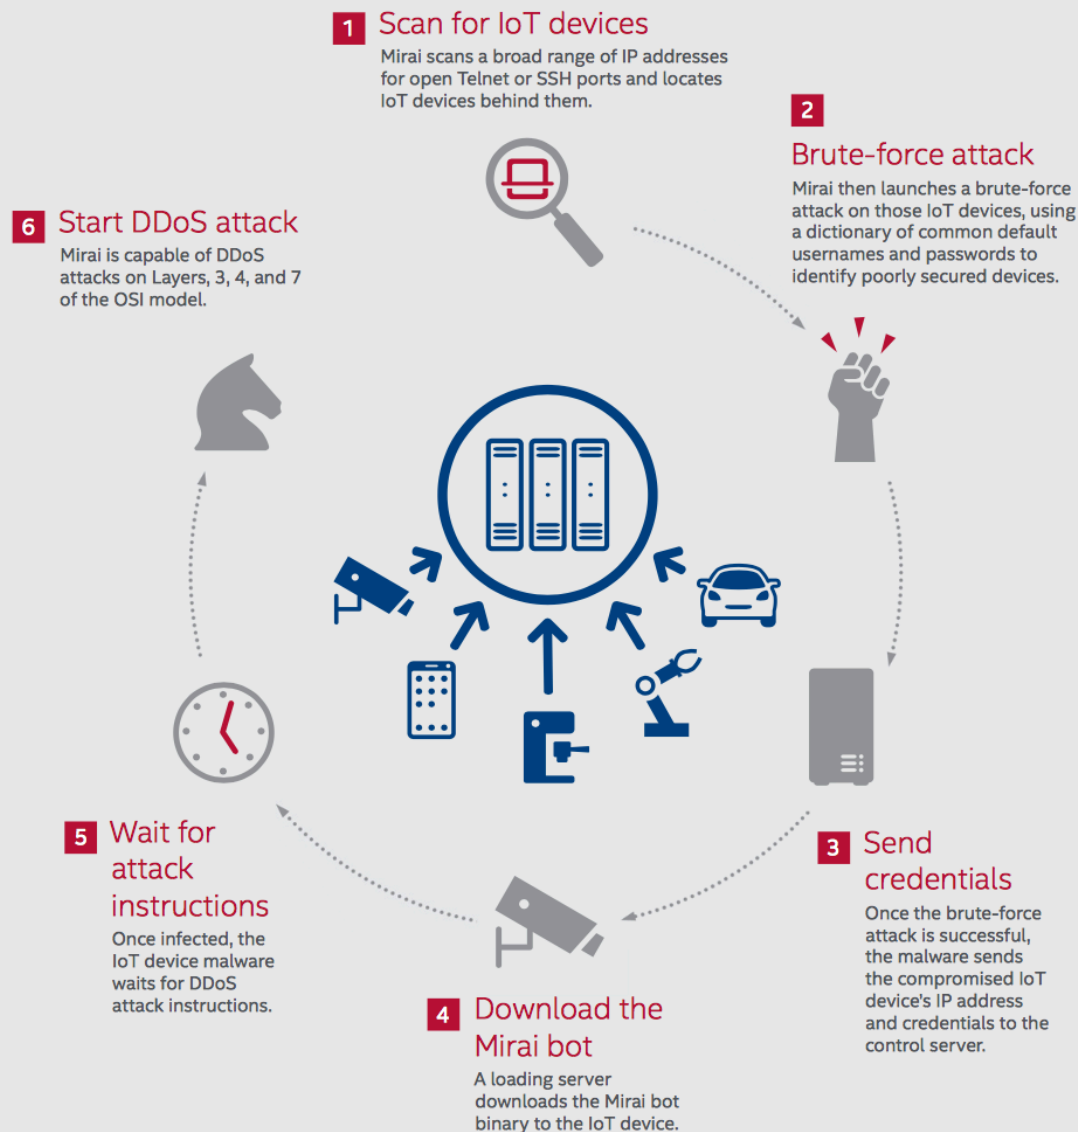 1 Scan for IoT devices
Mirai scans a broad range of IP addresses
for open Telnet or SSH ports and locates
IoT devices behind them.
2
Brute-force attack
Mirai then launches a brute-force
attack on those IoT devices, using
a dictionary of common default
usernames and passwords to
identify poorly secured devices.
3 Send
credentials
Once the brute-force
attack is successful,
the malware sends
the compromised IoT
device's IP address
and credentials to the
control server.
4 Download the
Mirai bot
A loading server
downloads the Mirai bot
binary to the IoT device.
5 Wait for
attack
instructions
Once infected, the
IoT device malware
waits for DDoS
attack instructions.
6 Start DDoS attack
Mirai is capable of DDoS
attacks on Layers, 3, 4, and 7
of the OSI model.